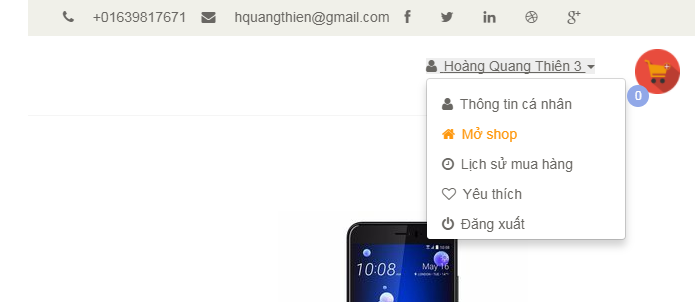 +01639817671 hquangthien@gmail.com
Hoàng Quang Thiên 3
0
Thông tin cá nhân
Mở shop
Lịch sử mua hàng
Yêu thích
Đăng xuất
10:08
May 16